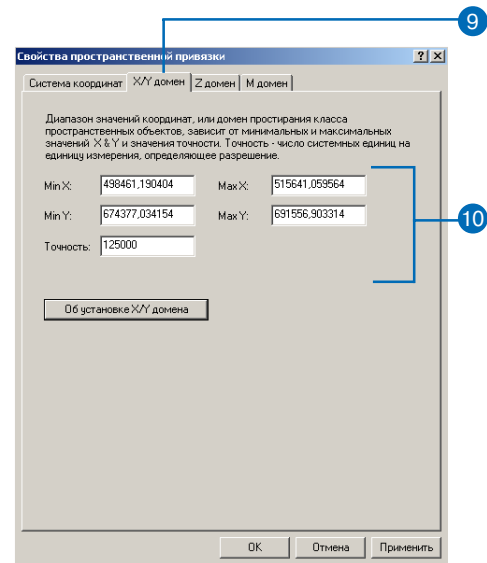 9
Свойства пространственной привязки
Система координат X/Y домен Z домен M домен
Диапазон значений координат, или домен простирания класса
пространственных объектов, зависит от минимальных и максимальных
значений X & Y и значения точности. Точность - число системных единиц на
единицу измерения, определяющее разрешение.
Min X: 498461,190404 Max X: 515641,059564
Min Y: 674377,034154 Max Y: 691556,903314
10
Точность: 125000
Об установке X/Y домена
OK Отмена Применить